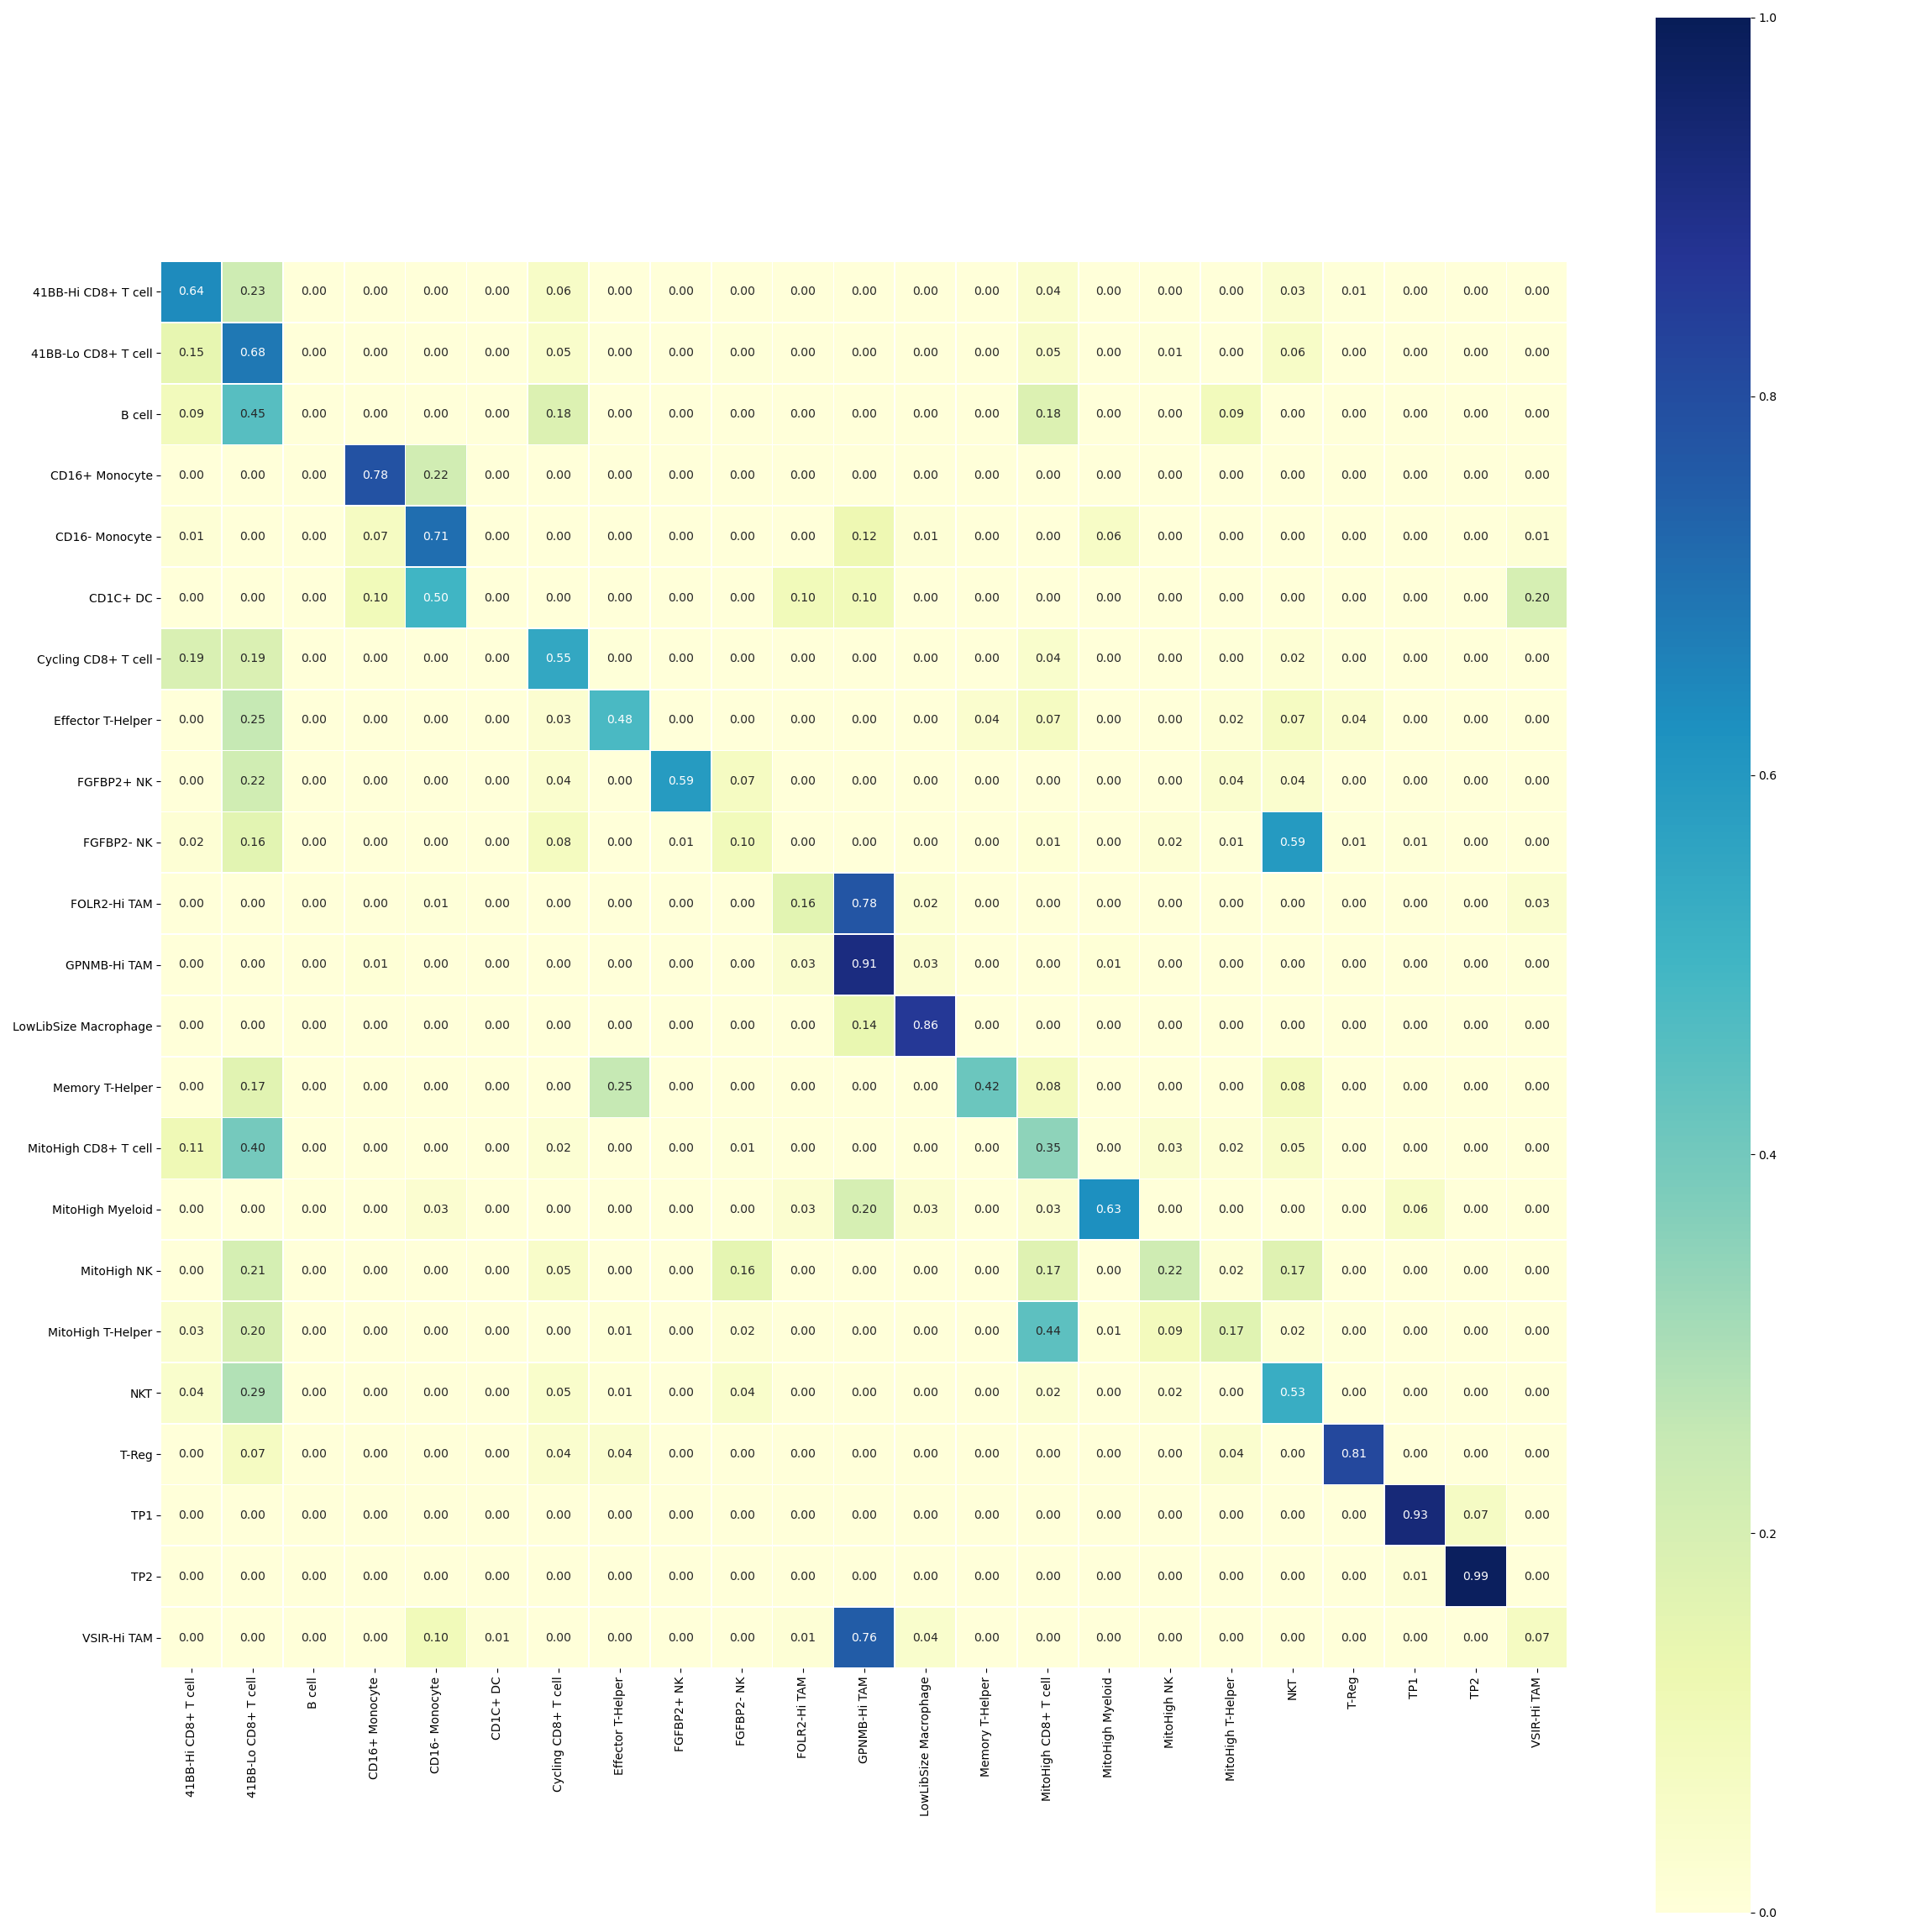 1.0
0.8
0.6
0.4
0.2
0.0
41BB-Hi CD8+ T cell 0.64 0.23 0.00 0.00 0.00 0.00 0.06 0.00 0.00 0.00 0.00 0.00 0.00 0.00 0.04 0.00 0.00 0.00 0.03 0.01 0.00 0.00 0.00
41BB-Lo CD8+ T cell 0.15 0.68 0.00 0.00 0.00 0.00 0.05 0.00 0.00 0.00 0.00 0.00 0.00 0.00 0.05 0.00 0.01 0.00 0.06 0.00 0.00 0.00 0.00
B cell 0.09 0.45 0.00 0.00 0.00 0.00 0.18 0.00 0.00 0.00 0.00 0.00 0.00 0.00 0.18 0.00 0.00 0.09 0.00 0.00 0.00 0.00 0.00
CD16+ Monocyte 0.00 0.00 0.00 0.78 0.22 0.00 0.00 0.00 0.00 0.00 0.00 0.00 0.00 0.00 0.00 0.00 0.00 0.00 0.00 0.00 0.00 0.00 0.00
CD16- Monocyte 0.01 0.00 0.00 0.07 0.71 0.00 0.00 0.00 0.00 0.00 0.00 0.12 0.01 0.00 0.00 0.06 0.00 0.00 0.00 0.00 0.00 0.00 0.01
CD1C+ DC 0.00 0.00 0.00 0.10 0.50 0.00 0.00 0.00 0.00 0.00 0.10 0.10 0.00 0.00 0.00 0.00 0.00 0.00 0.00 0.00 0.00 0.00 0.20
Cycling CD8+ T cell 0.19 0.19 0.00 0.00 0.00 0.00 0.55 0.00 0.00 0.00 0.00 0.00 0.00 0.00 0.04 0.00 0.00 0.00 0.02 0.00 0.00 0.00 0.00
Effector T-Helper 0.00 0.25 0.00 0.00 0.00 0.00 0.03 0.48 0.00 0.00 0.00 0.00 0.00 0.04 0.07 0.00 0.00 0.02 0.07 0.04 0.00 0.00 0.00
FGFBP2+ NK 0.00 0.22 0.00 0.00 0.00 0.00 0.04 0.00 0.59 0.07 0.00 0.00 0.00 0.00 0.00 0.00 0.00 0.04 0.04 0.00 0.00 0.00 0.00
FGFBP2- NK 0.02 0.16 0.00 0.00 0.00 0.00 0.08 0.00 0.01 0.10 0.00 0.00 0.00 0.00 0.01 0.00 0.02 0.01 0.59 0.01 0.01 0.00 0.00
FOLR2-Hi TAM 0.00 0.00 0.00 0.00 0.01 0.00 0.00 0.00 0.00 0.00 0.16 0.78 0.02 0.00 0.00 0.00 0.00 0.00 0.00 0.00 0.00 0.00 0.03
GPNMB-Hi TAM 0.00 0.00 0.00 0.01 0.00 0.00 0.00 0.00 0.00 0.00 0.03 0.91 0.03 0.00 0.00 0.01 0.00 0.00 0.00 0.00 0.00 0.00 0.00
LowLibSize Macrophage 0.00 0.00 0.00 0.00 0.00 0.00 0.00 0.00 0.00 0.00 0.00 0.14 0.86 0.00 0.00 0.00 0.00 0.00 0.00 0.00 0.00 0.00 0.00
Memory T-Helper 0.00 0.17 0.00 0.00 0.00 0.00 0.00 0.25 0.00 0.00 0.00 0.00 0.00 0.42 0.08 0.00 0.00 0.00 0.08 0.00 0.00 0.00 0.00
MitoHigh CD8+ T cell 0.11 0.40 0.00 0.00 0.00 0.00 0.02 0.00 0.00 0.01 0.00 0.00 0.00 0.00 0.35 0.00 0.03 0.02 0.05 0.00 0.00 0.00 0.00
MitoHigh Myeloid 0.00 0.00 0.00 0.00 0.03 0.00 0.00 0.00 0.00 0.00 0.03 0.20 0.03 0.00 0.03 0.63 0.00 0.00 0.00 0.00 0.06 0.00 0.00
MitoHigh NK 0.00 0.21 0.00 0.00 0.00 0.00 0.05 0.00 0.00 0.16 0.00 0.00 0.00 0.00 0.17 0.00 0.22 0.02 0.17 0.00 0.00 0.00 0.00
MitoHigh T-Helper 0.03 0.20 0.00 0.00 0.00 0.00 0.00 0.01 0.00 0.02 0.00 0.00 0.00 0.00 0.44 0.01 0.09 0.17 0.02 0.00 0.00 0.00 0.00
NKT 0.04 0.29 0.00 0.00 0.00 0.00 0.05 0.01 0.00 0.04 0.00 0.00 0.00 0.00 0.02 0.00 0.02 0.00 0.53 0.00 0.00 0.00 0.00
T-Reg 0.00 0.07 0.00 0.00 0.00 0.00 0.04 0.04 0.00 0.00 0.00 0.00 0.00 0.00 0.00 0.00 0.00 0.04 0.00 0.81 0.00 0.00 0.00
TP1 0.00 0.00 0.00 0.00 0.00 0.00 0.00 0.00 0.00 0.00 0.00 0.00 0.00 0.00 0.00 0.00 0.00 0.00 0.00 0.00 0.93 0.07 0.00
TP2 0.00 0.00 0.00 0.00 0.00 0.00 0.00 0.00 0.00 0.00 0.00 0.00 0.00 0.00 0.00 0.00 0.00 0.00 0.00 0.00 0.01 0.99 0.00
VSIR-Hi TAM 0.00 0.00 0.00 0.00 0.10 0.01 0.00 0.00 0.00 0.00 0.01 0.76 0.04 0.00 0.00 0.00 0.00 0.00 0.00 0.00 0.00 0.00 0.07
41BB-Hi CD8+ T cell
41BB-Lo CD8+ T cell
B cell
CD16+ Monocyte
CD16- Monocyte
CD1C+ DC
Cycling CD8+ T cell
Effector T-Helper
FGFBP2+ NK
FGFBP2- NK
FOLR2-Hi TAM
GPNMB-Hi TAM
LowLibSize Macrophage
Memory T-Helper
MitoHigh CD8+ T cell
MitoHigh Myeloid
MitoHigh NK
MitoHigh T-Helper
NKT
T-Reg
TP1
TP2
VSIR-Hi TAM